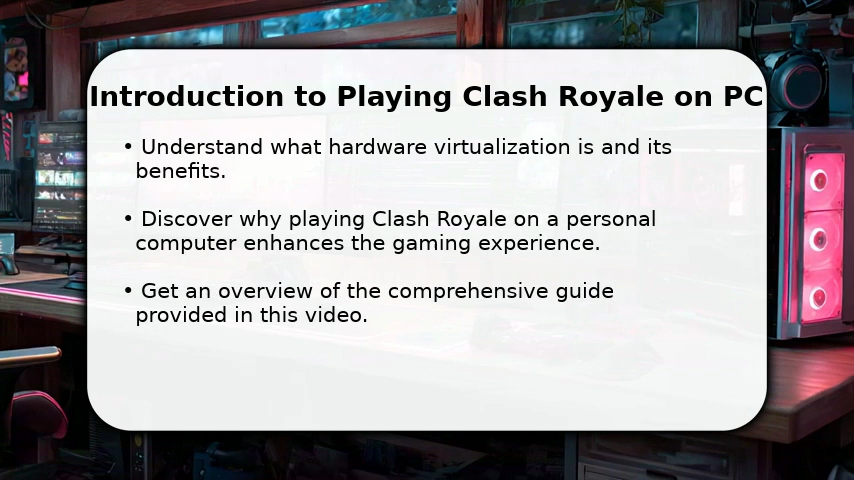 Introduction to Playing Clash Royale on PC
• Understand what hardware virtualization is and its
benefits.
• Discover why playing Clash Royale on a personal
computer enhances the gaming experience.
• Get an overview of the comprehensive guide
provided in this video.